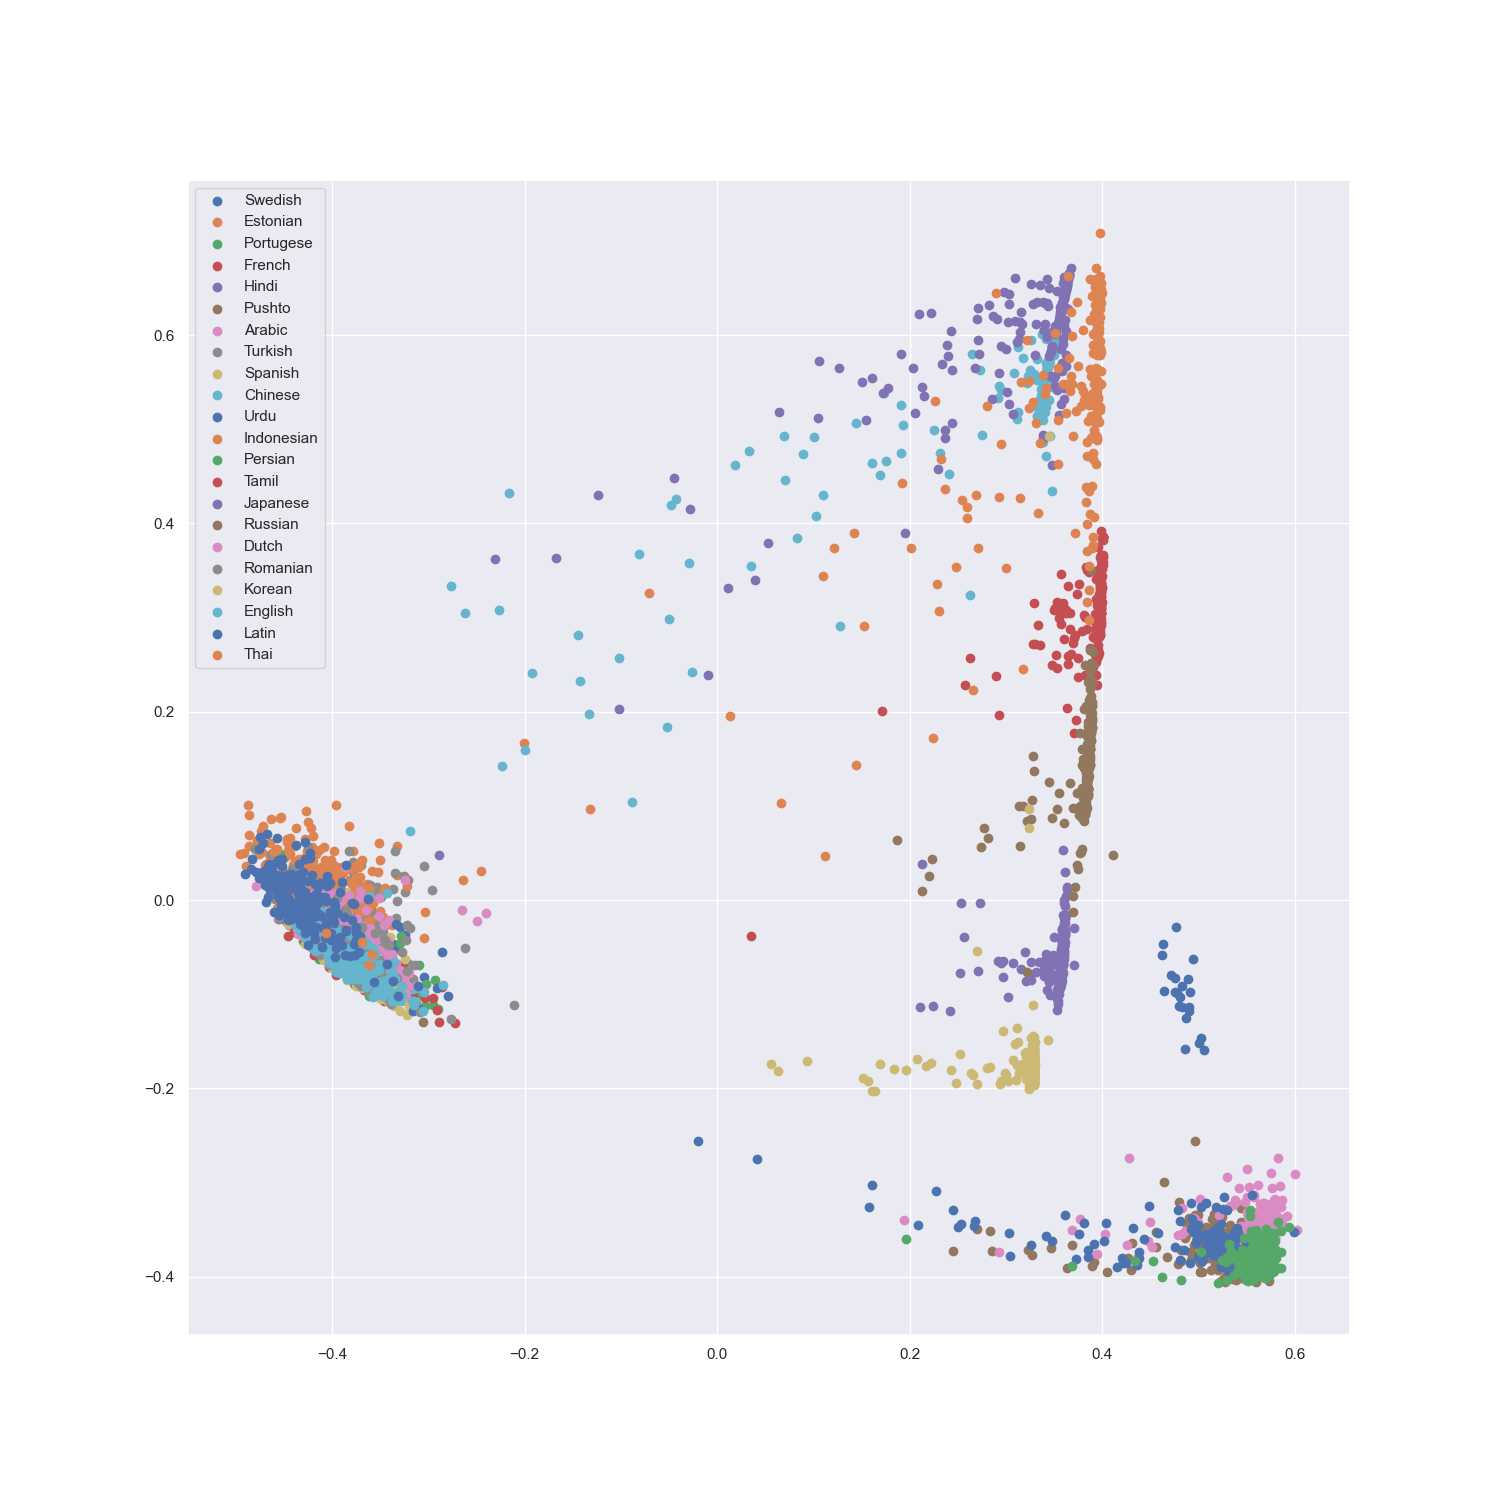 Swedish
Estonian
Portugese
French
Hindi
Pushto
Arabic
Turkish
Spanish
Chinese
Urdu
Indonesian
Persian
Tamil
Japanese
Russian
Dutch
Romanian
Korean
English
Latin
Thai
0.6
0.4
0.2
0.0
−0.2
−0.4
−0.4 −0.2 0.0 0.2 0.4 0.6